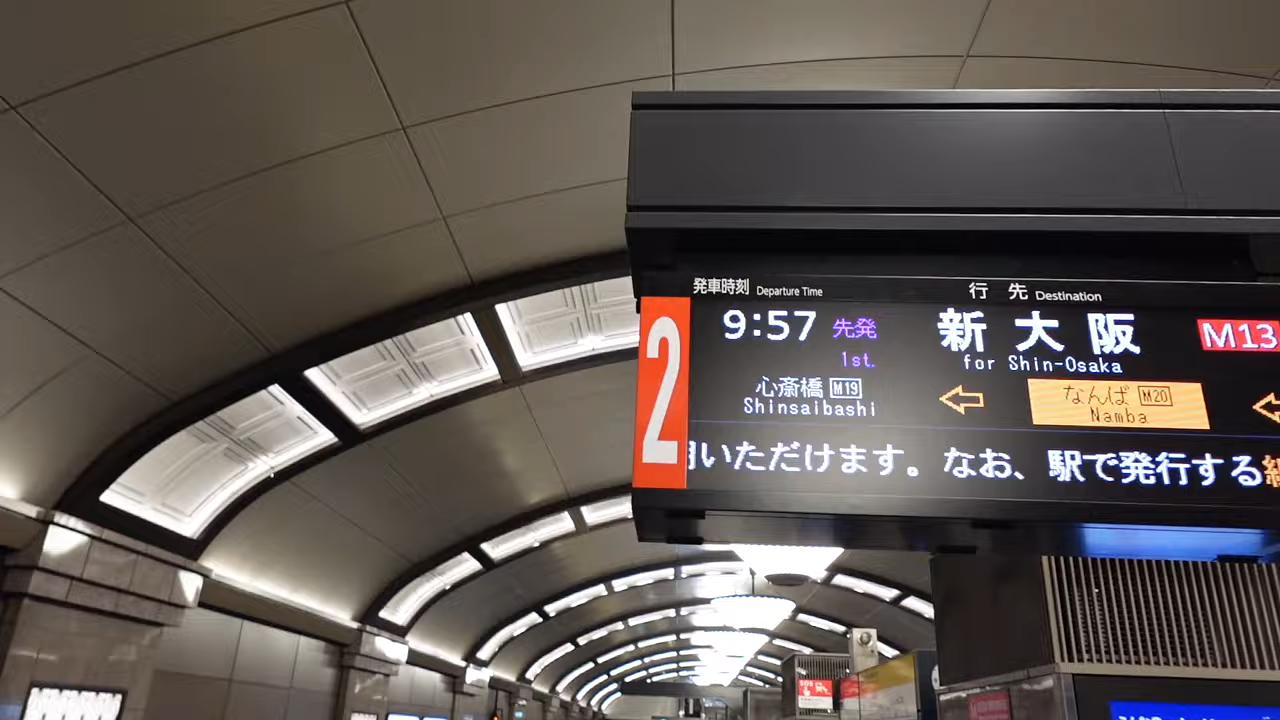 発車時刻 Departure Time
行先 Destination
2
9:57 先発
1st.
新大阪
for Shin-Osaka
M13
心斎橋 M19
Shinsaibashi
なんば M20
Namba
いただけます。なお、駅で発行する
SOS